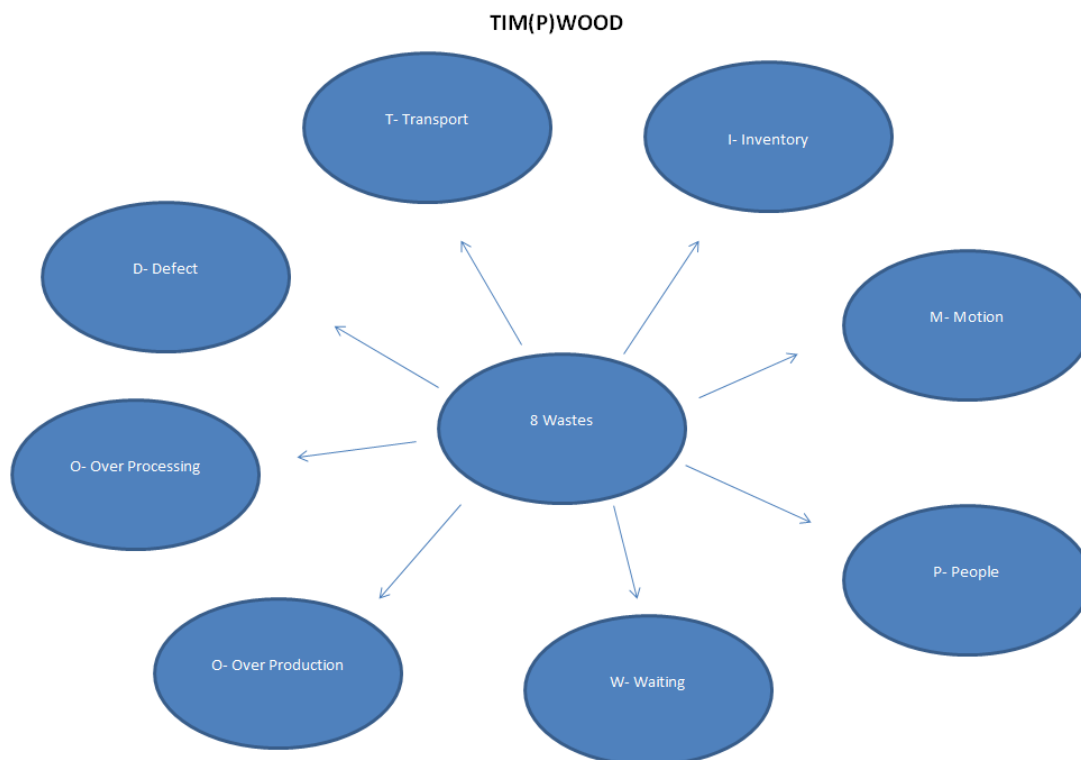 TIM(P)WOOD
T- Transport
I- Inventory
D- Defect
M- Motion
8 Wastes
O- Over Processing
P- People
O- Over Production
W- Waiting